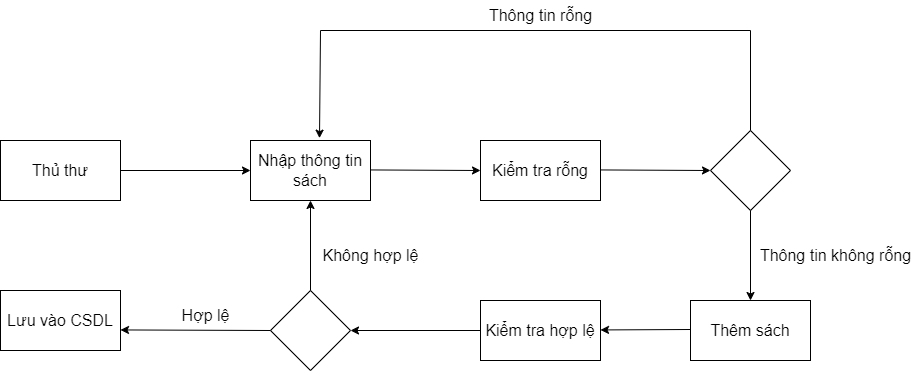 Thông tin rỗng
Thủ thư
Nhập thông tin
sách
Kiểm tra rỗng
Không hợp lệ
Thông tin không rỗng
Lưu vào CSDL
Hợp lệ
Kiểm tra hợp lệ
Thêm sách